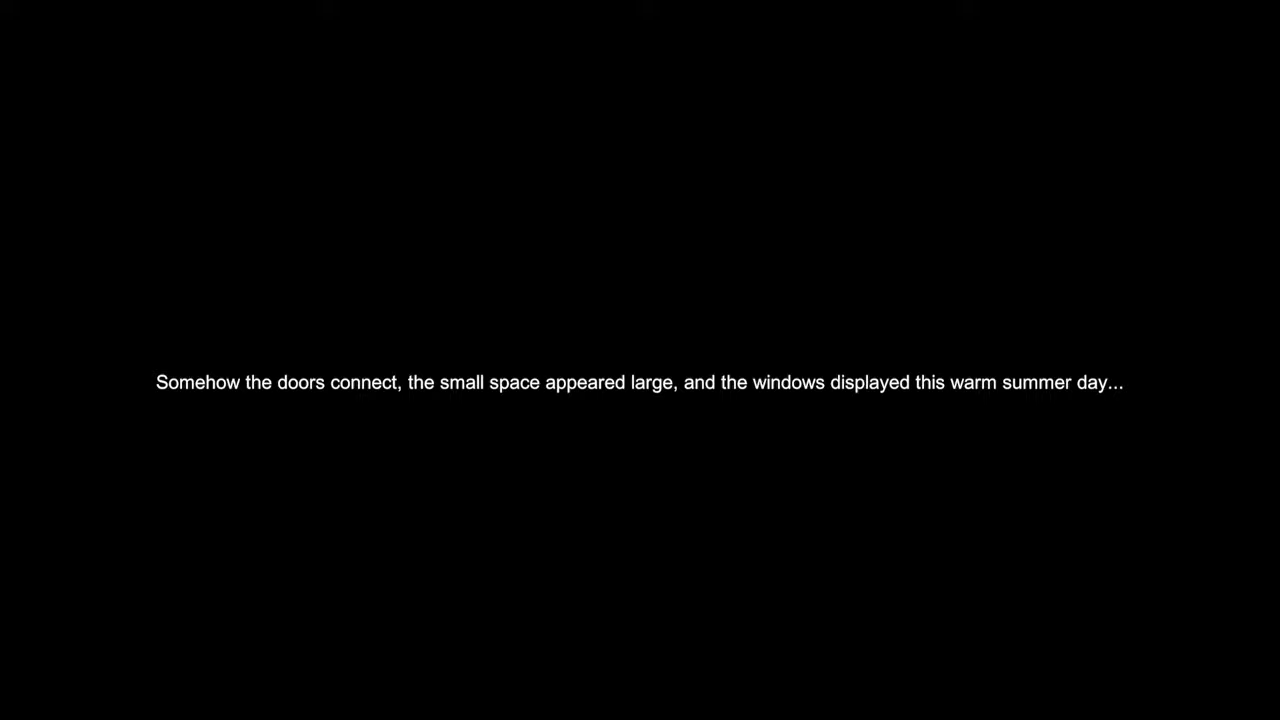 Somehow the doors connect, the small space appeared large, and the windows displayed this warm summer day...